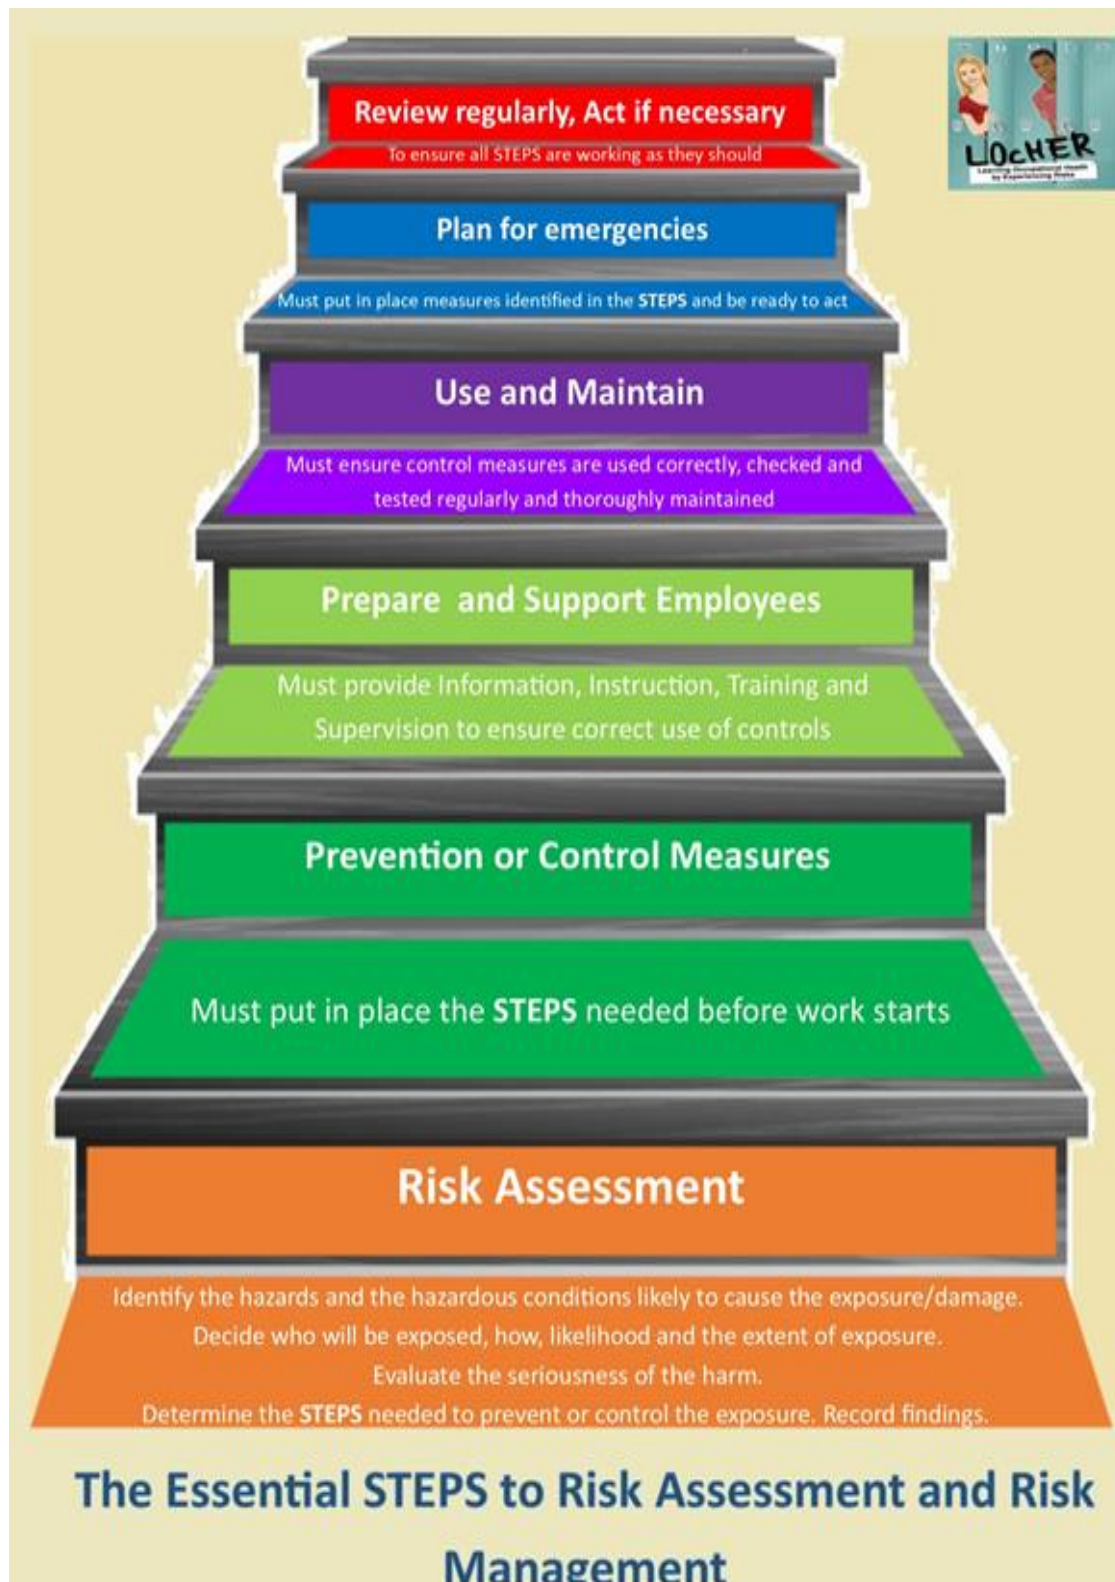 Review regularly, Act if necessary
To ensure all STEPS are working as they should
LOcHER
Learning Occupational Health
by Experiencing Risks
Plan for emergencies
Must put in place measures identified in the STEPS and be ready to act
Use and Maintain
Must ensure control measures are used correctly, checked and
tested regularly and thoroughly maintained
Prepare and Support Employees
Must provide Information, Instruction, Training and
Supervision to ensure correct use of controls
Prevention or Control Measures
Must put in place the STEPS needed before work starts
Risk Assessment
Identify the hazards and the hazardous conditions likely to cause the exposure/damage.
Decide who will be exposed, how, likelihood and the extent of exposure.
Evaluate the seriousness of the harm.
Determine the STEPS needed to prevent or control the exposure. Record findings.
The Essential STEPS to Risk Assessment and Risk
Management